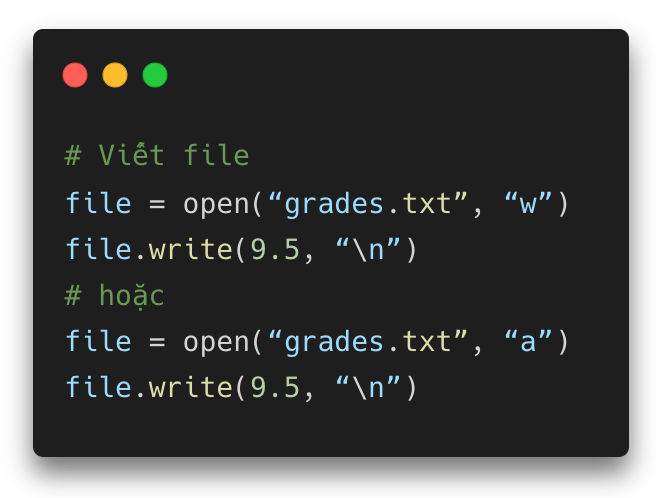 # Viết file
file = open(“grades.txt”, “w”)
file.write(9.5, “\n”)
# hoặc
file = open(“grades.txt”, “a”)
file.write(9.5, “\n”)